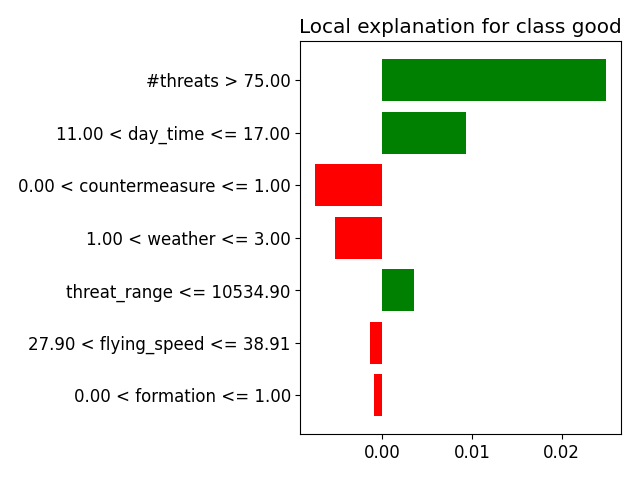 Local explanation for class good
#threats > 75.00
11.00 < day_time <= 17.00
0.00 < countermeasure <= 1.00
1.00 < weather <= 3.00
threat_range <= 10534.90
27.90 < flying_speed <= 38.91
0.00 < formation <= 1.00
0.00 0.01 0.02